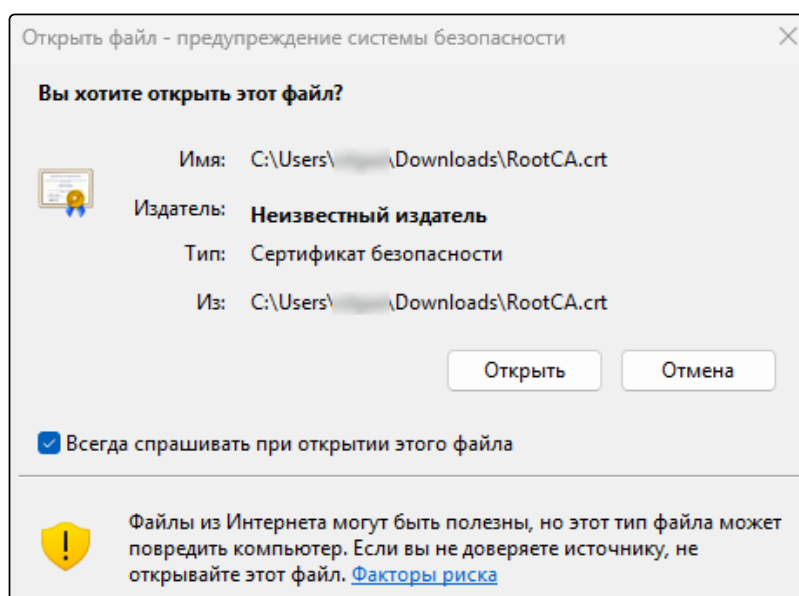 Открыть файл - предупреждение системы безопасности
Вы хотите открыть этот файл?
Имя: C:\Users\ \Downloads\RootCA.crt
Издатель: Неизвестный издатель
Тип: Сертификат безопасности
Из: C:\Users\ \Downloads\RootCA.crt
Открыть Отмена
Всегда спрашивать при открытии этого файла
Файлы из Интернета могут быть полезны, но этот тип файла может
повредить компьютер. Если вы не доверяете источнику, не
открывайте этот файл. Факторы риска